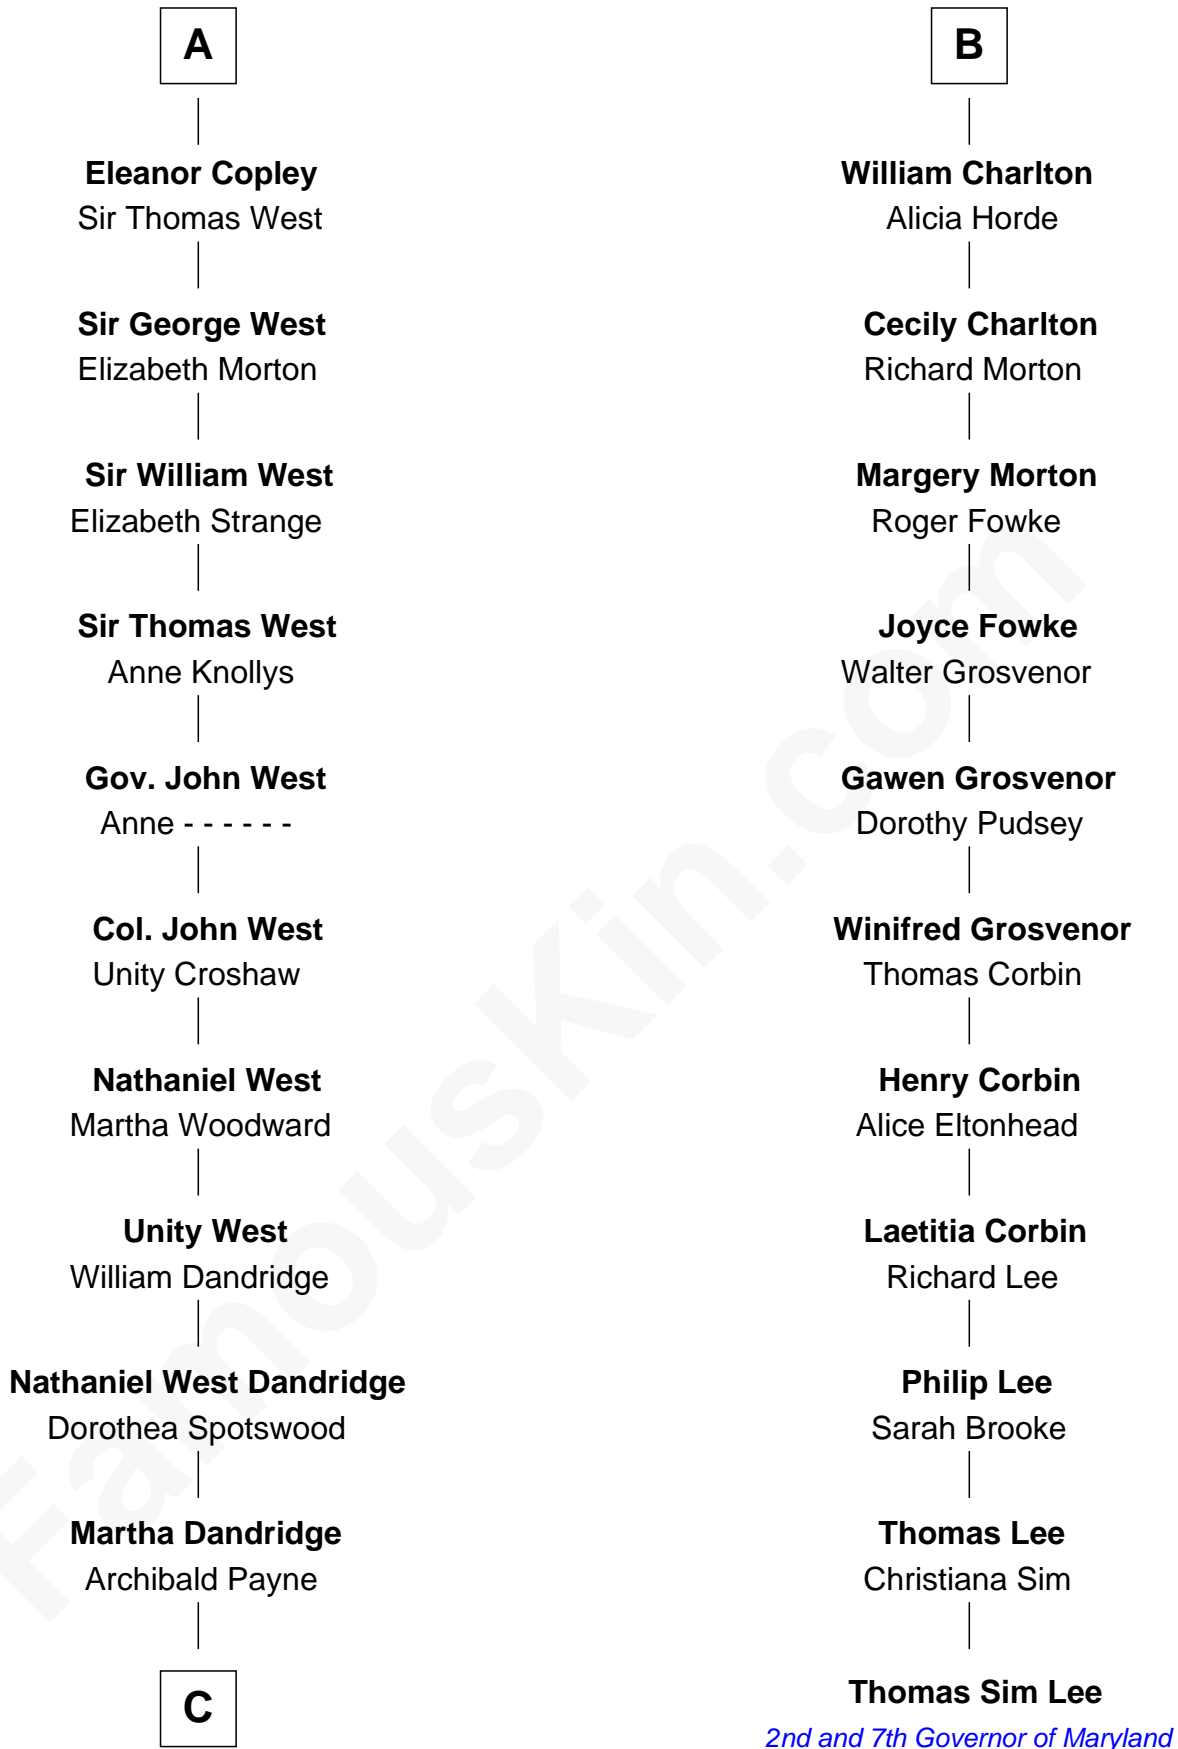 A
Eleanor Copley
Sir Thomas West
Sir George West
Elizabeth Morton
Sir William West
Elizabeth Strange
Sir Thomas West
Anne Knollys
Gov. John West
Anne - - - - - -
Col. John West
Unity Croshaw
Nathaniel West
Martha Woodward
Unity West
William Dandridge
Nathaniel West Dandridge
Dorothea Spotswood
Martha Dandridge
Archibald Payne
C
B
William Charlton
Alicia Horde
Cecily Charlton
Richard Morton
Margery Morton
Roger Fowke
Joyce Fowke
Walter Grosvenor
Gawen Grosvenor
Dorothy Pudsey
Winifred Grosvenor
Thomas Corbin
Henry Corbin
Alice Eltonhead
Laetitia Corbin
Richard Lee
Philip Lee
Sarah Brooke
Thomas Lee
Christiana Sim
Thomas Sim Lee
2nd and 7th Governor of Maryland
FamousKin.com